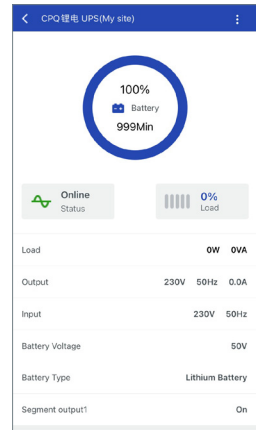 CPQ锂电 UPS(My site)
100%
Battery
999Min
Online
Status
0%
Load
Load 0W 0VA
Output 230V 50Hz 0.0A
Input 230V 50Hz
Battery Voltage 50V
Battery Type Lithium Battery
Segment output1 On